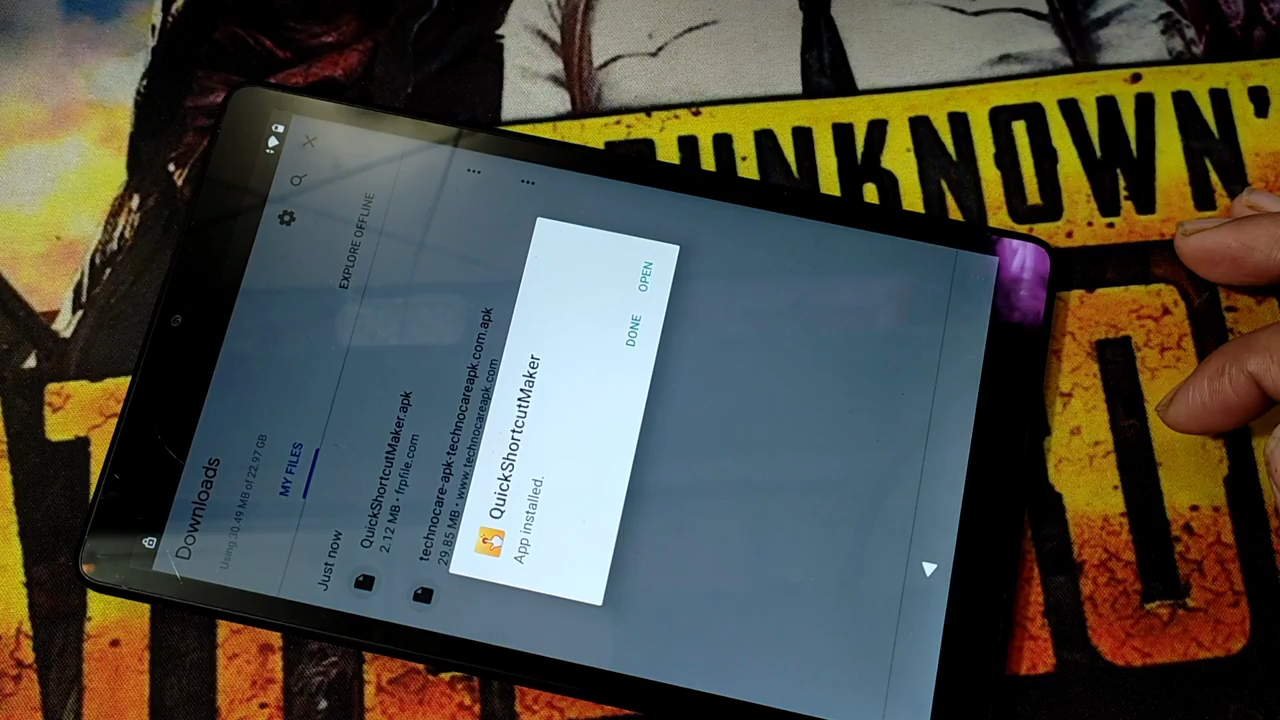 UNKNOWN'
Downloads
Using 30.49 MB of 22.97 GB
MY FILES
EXPLORE OFFLINE
Just now
QuickShortcutMaker.apk
2.12 MB • frpfile.com
technocare-apk-technocareapk.com.apk
29.85 MB • www.technocareapk.com
QuickShortcutMaker
App installed.
DONE
OPEN